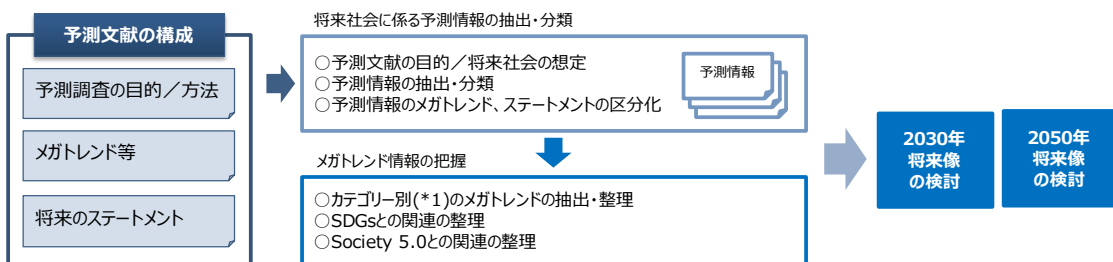 予測文献の構成
予測調査の目的／方法
メガトレンド等
将来のステートメント
将来社会に係る予測情報の抽出・分類
○予測文献の目的／将来社会の想定
○予測情報の抽出・分類
○予測情報のメガトレンド、ステートメントの区分化
予測情報
メガトレンド情報の把握
○カテゴリー別(*1)のメガトレンドの抽出・整理
○SDGsとの関連の整理
○Society 5.0との関連の整理
2030年
将来像
の検討
2050年
将来像
の検討